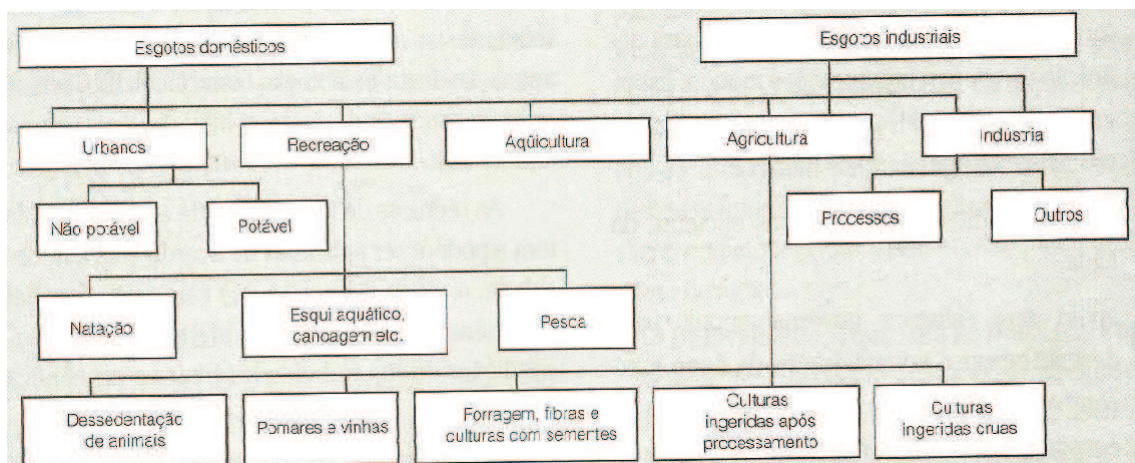 Esgotos domésticos
Esgotos industriais
Urbanos
Recreação
Aqüicultura
Agricultura
Indústria
Não potável
Potável
Processos
Outros
Natação
Esqui aquático,
canoagem etc.
Pesca
Dessedentação
de animais
Pomares e vinhas
Forragem, fibras e
culturas com sementes
Culturas
ingeridas após
processamento
Culturas
ingeridas cruas